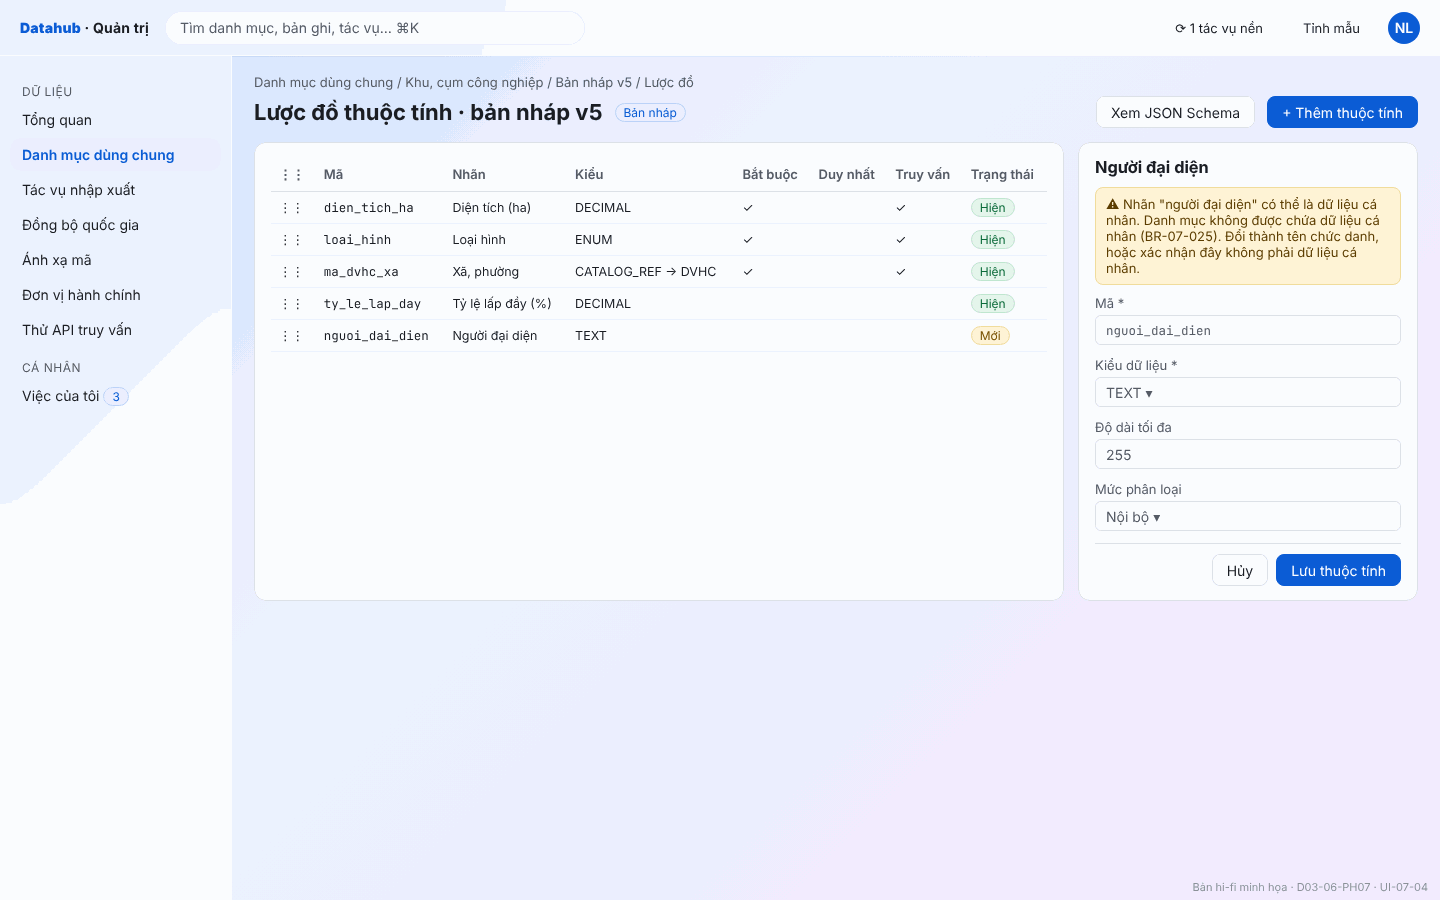 Datahub · Quản trị
Tìm danh mục, bản ghi, tác vụ... ⌘K
⟳ 1 tác vụ nền
Tỉnh mẫu
NL
DỮ LIỆU
Tổng quan
Danh mục dùng chung
Tác vụ nhập xuất
Đồng bộ quốc gia
Ánh xạ mã
Đơn vị hành chính
Thử API truy vấn
CÁ NHÂN
Việc của tôi 3
Danh mục dùng chung / Khu, cụm công nghiệp / Bản nháp v5 / Lược đồ
Lược đồ thuộc tính · bản nháp v5 Bản nháp
Xem JSON Schema
+ Thêm thuộc tính
⋮⋮ Mã Nhãn Kiểu Bắt buộc Duy nhất Truy vấn Trạng thái
⋮⋮ dien_tich_ha Diện tích (ha) DECIMAL ✓ ✓ Hiện
⋮⋮ loai_hinh Loại hình ENUM ✓ ✓ Hiện
⋮⋮ ma_dvhc_xa Xã, phường CATALOG_REF → DVHC ✓ ✓ Hiện
⋮⋮ ty_le_lap_day Tỷ lệ lấp đầy (%) DECIMAL Hiện
⋮⋮ nguoi_dai_dien Người đại diện TEXT Mới
Người đại diện
⚠ Nhãn "người đại diện" có thể là dữ liệu cá
nhân. Danh mục không được chứa dữ liệu cá
nhân (BR-07-025). Đổi thành tên chức danh,
hoặc xác nhận đây không phải dữ liệu cá
nhân.
Mã *
nguoi_dai_dien
Kiểu dữ liệu *
TEXT ▾
Độ dài tối đa
255
Mức phân loại
Nội bộ ▾
Hủy
Lưu thuộc tính
Bản hi-fi minh họa · D03-06-PH07 · UI-07-04